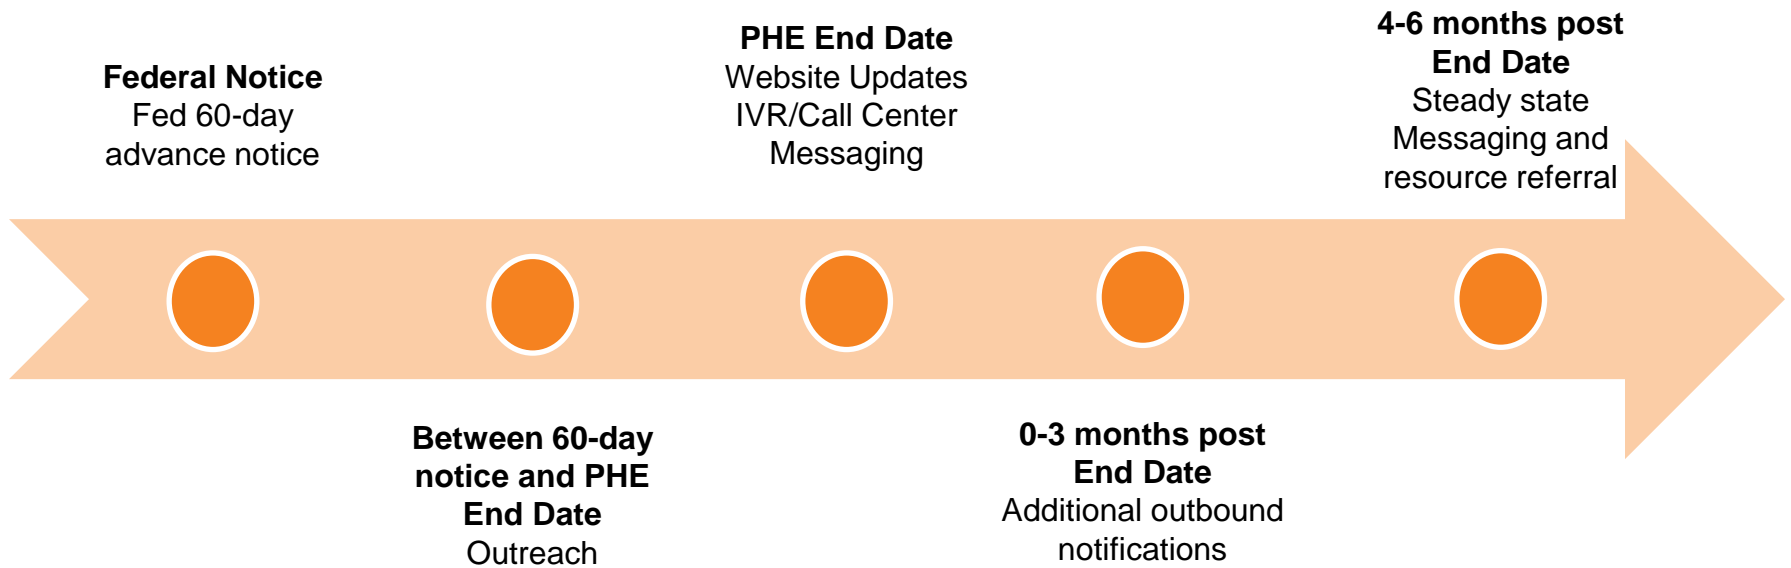 Federal Notice
Fed 60-day
advance notice
Between 60-day
notice and PHE
End Date
Outreach
PHE End Date
Website Updates
IVR/Call Center
Messaging
0-3 months post
End Date
Additional outbound
notifications
4-6 months post
End Date
Steady state
Messaging and
resource referral